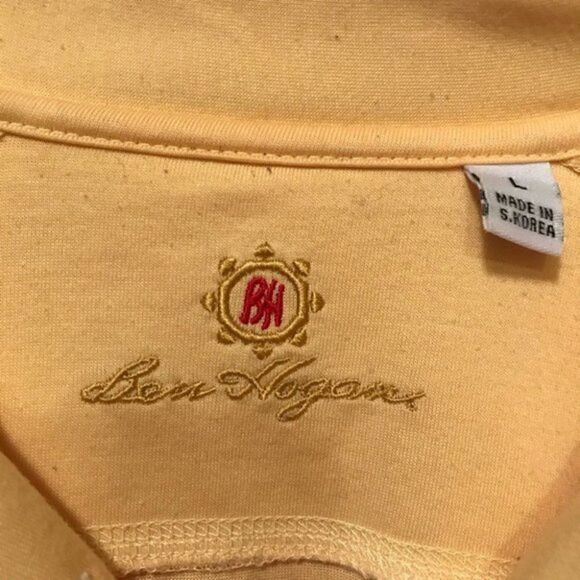 L
MADE IN
S.KOREA
BH
Ben Hogan